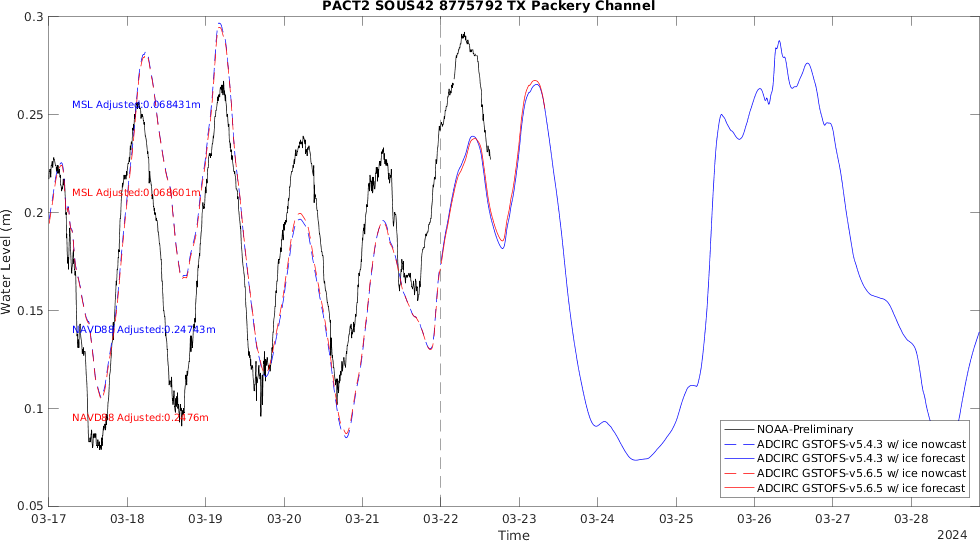 PACT2 SOUS42 8775792 TX Packery Channel
0.3
0.25
0.2
0.15
0.1
0.05
Water Level (m)
MSL Adjusted:0.068431m
MSL Adjusted:0.068601m
NAVD88 Adjusted:0.24743m
NAVD88 Adjusted:0.2476m
NOAA-Preliminary
ADCIRC GSTOFS-v5.4.3 w/ ice nowcast
ADCIRC GSTOFS-v5.4.3 w/ ice forecast
ADCIRC GSTOFS-v5.6.5 w/ ice nowcast
ADCIRC GSTOFS-v5.6.5 w/ ice forecast
03-17 03-18 03-19 03-20 03-21 03-22 03-23 03-24 03-25 03-26 03-27 03-28
Time
2024